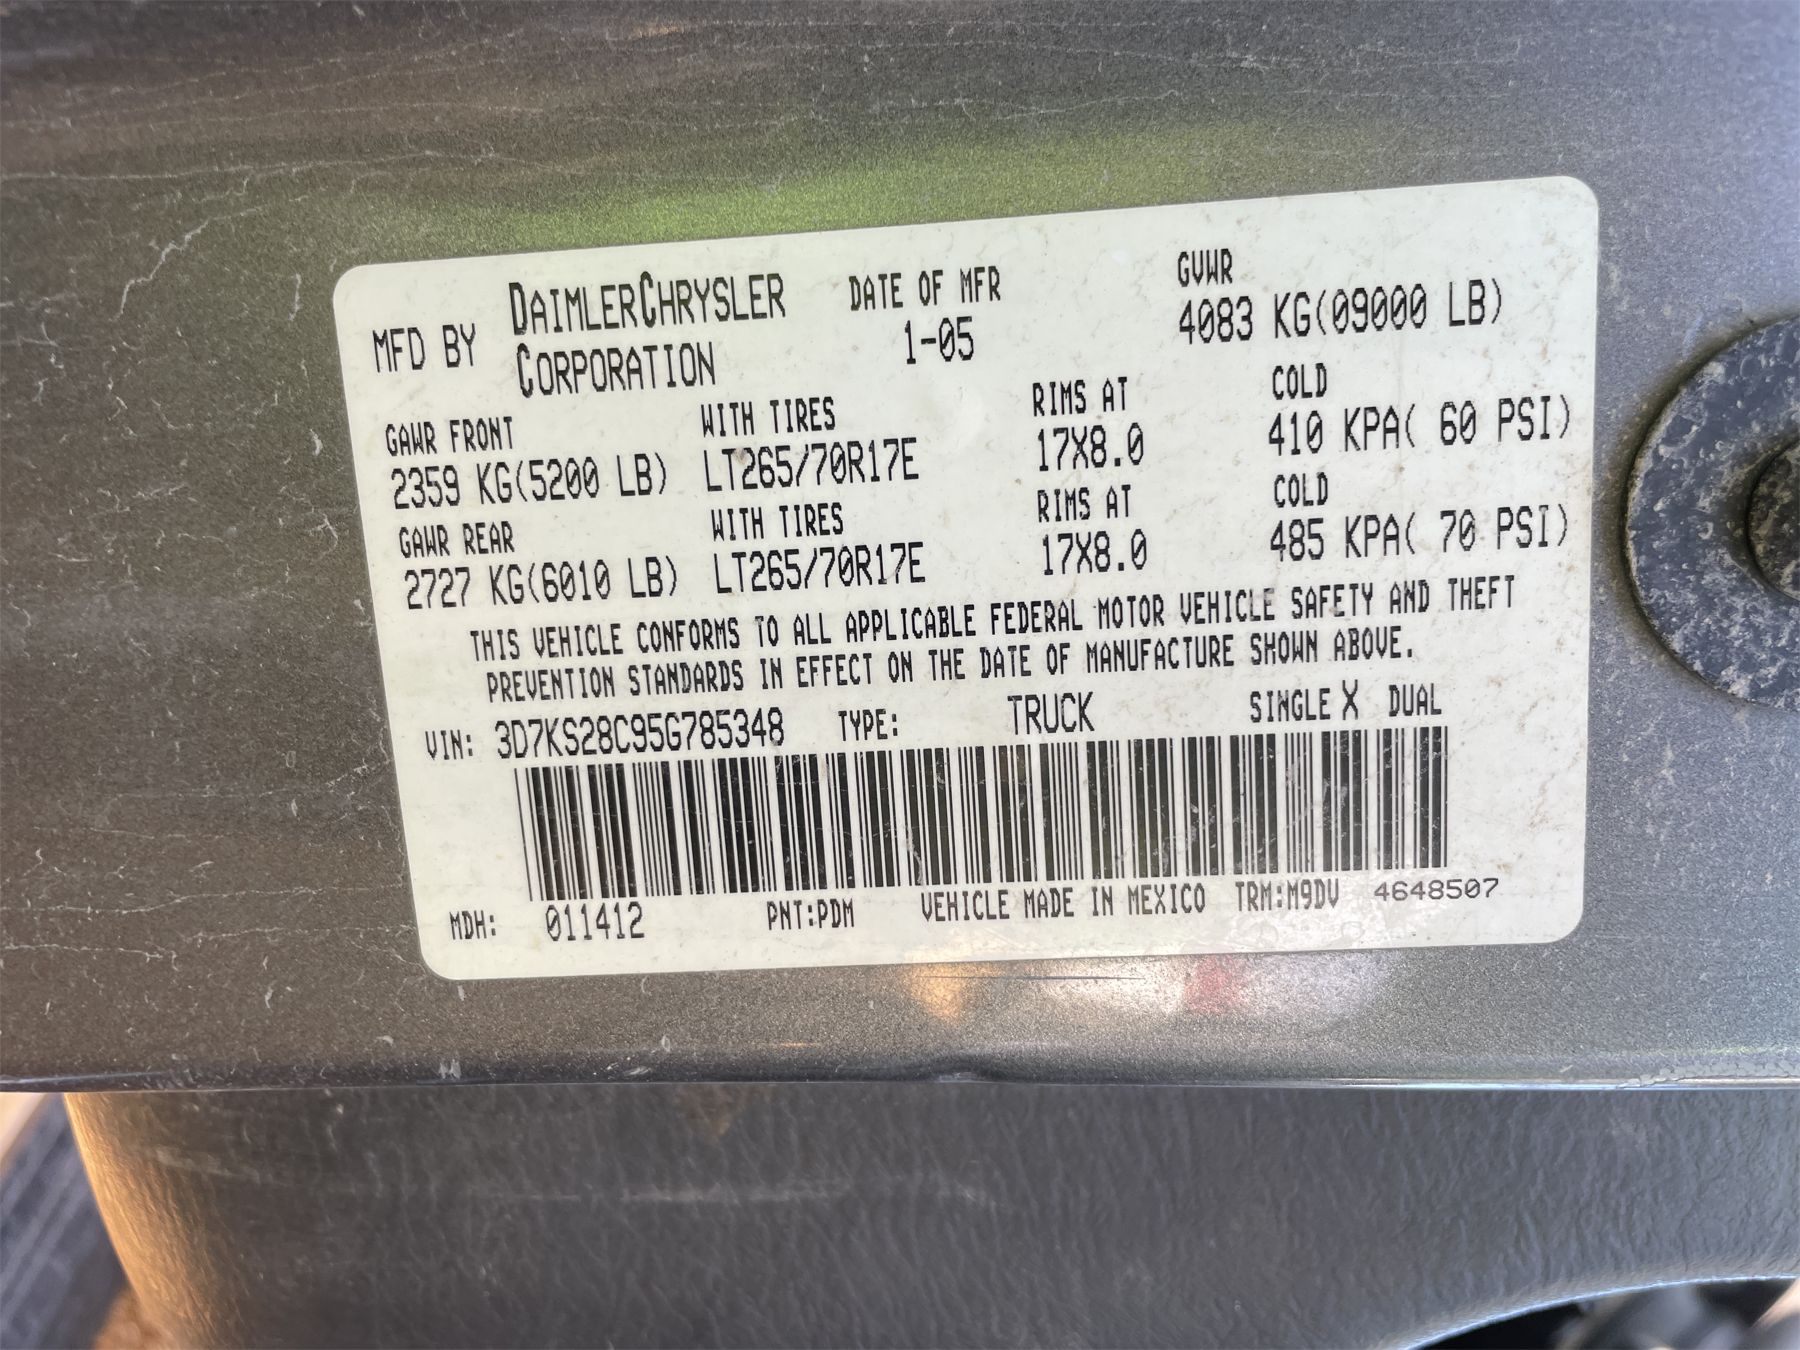 MFD BY DAIMLERCHRYSLER CORPORATION DATE OF MFR 1-05 GVWR 4083 KG(09000 LB)
GAWR FRONT WITH TIRES RIMS AT COLD
2359 KG(5200 LB) LT265/70R17E 17X8.0 410 KPA( 60 PSI)
GAWR REAR WITH TIRES RIMS AT COLD
2727 KG(6010 LB) LT265/70R17E 17X8.0 485 KPA( 70 PSI)
THIS VEHICLE CONFORMS TO ALL APPLICABLE FEDERAL MOTOR VEHICLE SAFETY AND THEFT
PREVENTION STANDARDS IN EFFECT ON THE DATE OF MANUFACTURE SHOWN ABOVE.
VIN: 3D7KS28C95G785348 TYPE: TRUCK SINGLE X DUAL
MDH: 011412 PNT:PDM VEHICLE MADE IN MEXICO TRM:M9DV 4648507